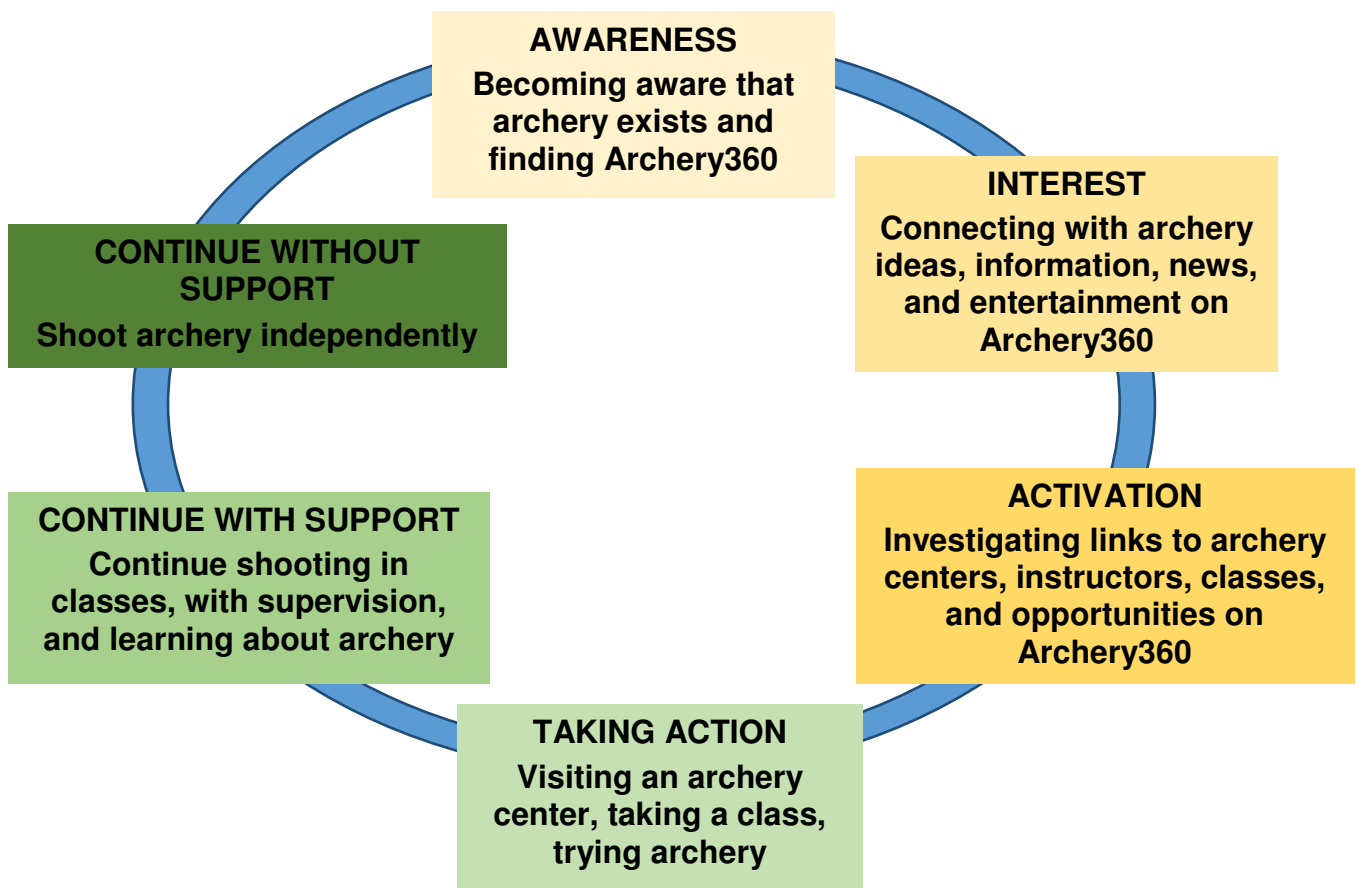 AWARENESS
Becoming aware that
archery exists and
finding Archery360
INTEREST
Connecting with archery
ideas, information, news,
and entertainment on
Archery360
ACTIVATION
Investigating links to archery
centers, instructors, classes,
and opportunities on
Archery360
TAKING ACTION
Visiting an archery
center, taking a class,
trying archery
CONTINUE WITH SUPPORT
Continue shooting in
classes, with supervision,
and learning about archery
CONTINUE WITHOUT
SUPPORT
Shoot archery independently